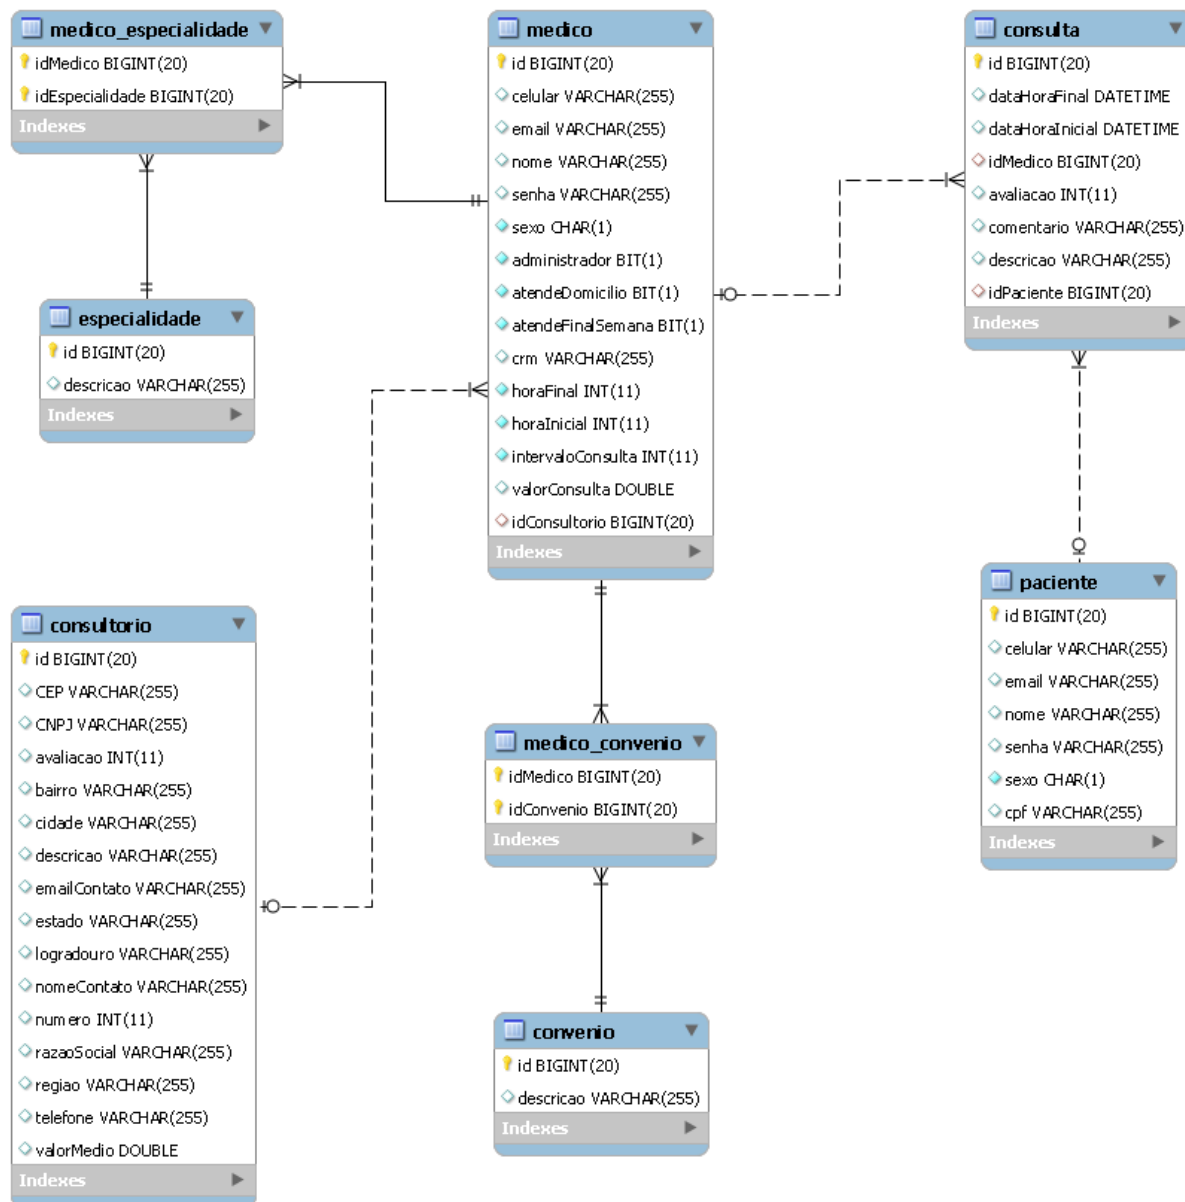 medico_especialidade
idMedico BIGINT(20)
idEspecialidade BIGINT(20)
Indexes
especialidade
id BIGINT(20)
descricao VARCHAR(255)
Indexes
consultorio
id BIGINT(20)
CEP VARCHAR(255)
CNPJ VARCHAR(255)
avaliacao INT(11)
bairro VARCHAR(255)
cidade VARCHAR(255)
descricao VARCHAR(255)
emailContato VARCHAR(255)
estado VARCHAR(255)
logradouro VARCHAR(255)
nomeContato VARCHAR(255)
numero INT(11)
razaoSocial VARCHAR(255)
regiao VARCHAR(255)
telefone VARCHAR(255)
valorMedio DOUBLE
Indexes
medico
id BIGINT(20)
celular VARCHAR(255)
email VARCHAR(255)
nome VARCHAR(255)
senha VARCHAR(255)
sexo CHAR(1)
administrador BIT(1)
atendeDomicilio BIT(1)
atendeFinalSemana BIT(1)
crm VARCHAR(255)
horaFinal INT(11)
horaInicial INT(11)
intervaloConsulta INT(11)
valorConsulta DOUBLE
idConsultorio BIGINT(20)
Indexes
medico_convenio
idMedico BIGINT(20)
idConvenio BIGINT(20)
Indexes
convenio
id BIGINT(20)
descricao VARCHAR(255)
Indexes
consulta
id BIGINT(20)
dataHoraFinal DATETIME
dataHoraInicial DATETIME
idMedico BIGINT(20)
avaliacao INT(11)
comentario VARCHAR(255)
descricao VARCHAR(255)
idPaciente BIGINT(20)
Indexes
paciente
id BIGINT(20)
celular VARCHAR(255)
email VARCHAR(255)
nome VARCHAR(255)
senha VARCHAR(255)
sexo CHAR(1)
cpf VARCHAR(255)
Indexes